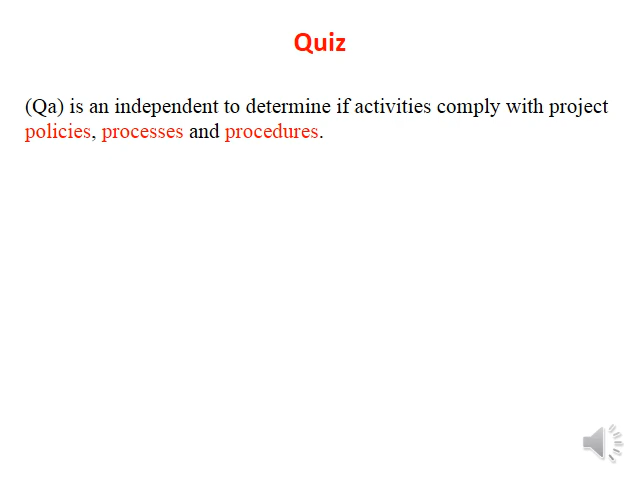 Quiz
(Qa) is an independent to determine if activities comply with project
policies, processes and procedures.